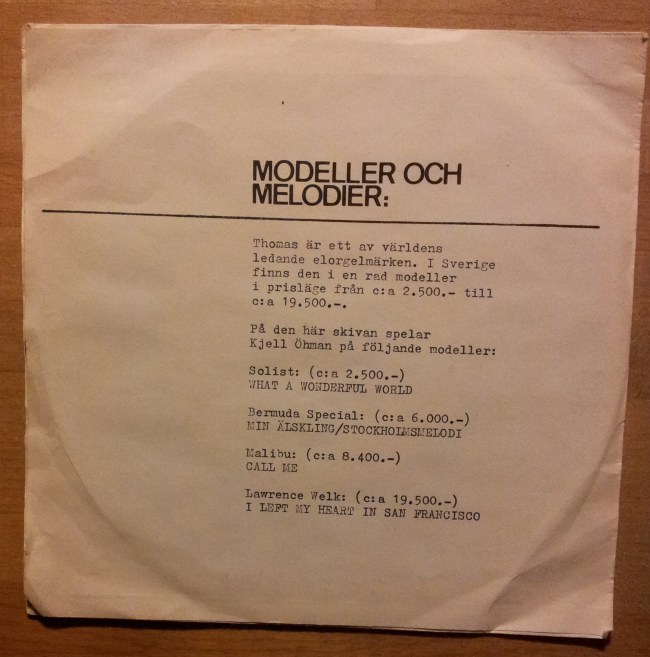 MODELLER OCH
MELODIER:
Thomas är ett av världens
ledande elorgelmärken. I Sverige
finns den i en rad modeller
i prisläge från c:a 2.500.- till
c:a 19.500.-.
På den här skivan spelar
Kjell Öhman på följande modeller:
Solist: (c:a 2.500.-)
WHAT A WONDERFUL WORLD
Bermuda Special: (c:a 6.000.-)
MIN ÄLSKLING/STOCKHOLMSMELODI
Malibu: (c:a 8.400.-)
CALL ME
Lawrence Welk: (c:a 19.500.-)
I LEFT MY HEART IN SAN FRANCISCO